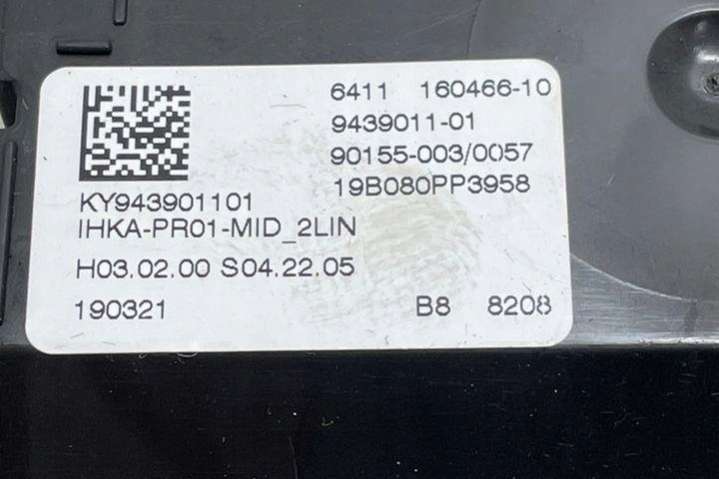 6411 160466-10
9439011-01
90155-003/0057
19B080PP3958
KY943901101
IHKA-PR01-MID_2LIN
H03.02.00 S04.22.05
190321 B8 8208